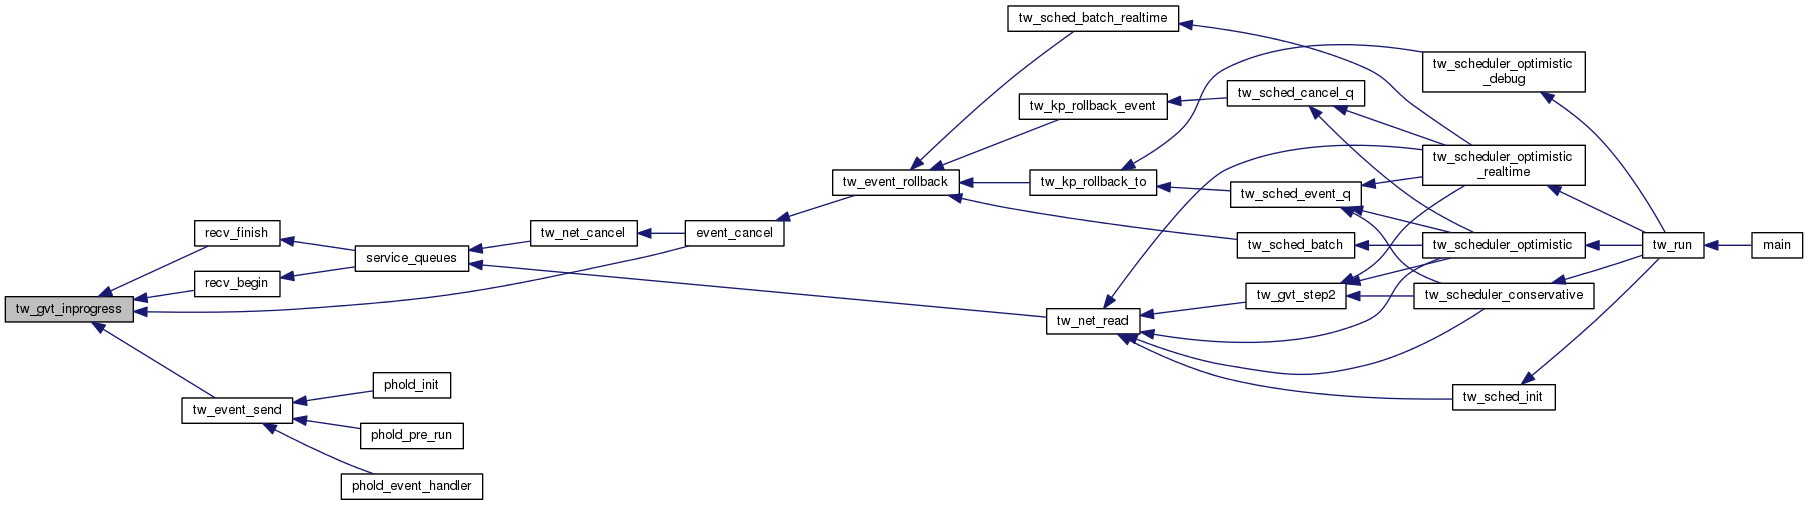 tw_sched_batch_realtime
tw_scheduler_optimistic
_debug
tw_sched_cancel_q
tw_kp_rollback_event
tw_scheduler_optimistic
_realtime
tw_event_rollback
tw_kp_rollback_to
tw_sched_event_q
recv_finish
tw_net_cancel
event_cancel
tw_sched_batch
tw_scheduler_optimistic
tw_run
main
service_queues
recv_begin
tw_gvt_step2
tw_scheduler_conservative
tw_gvt_inprogress
tw_net_read
phold_init
tw_sched_init
tw_event_send
phold_pre_run
phold_event_handler